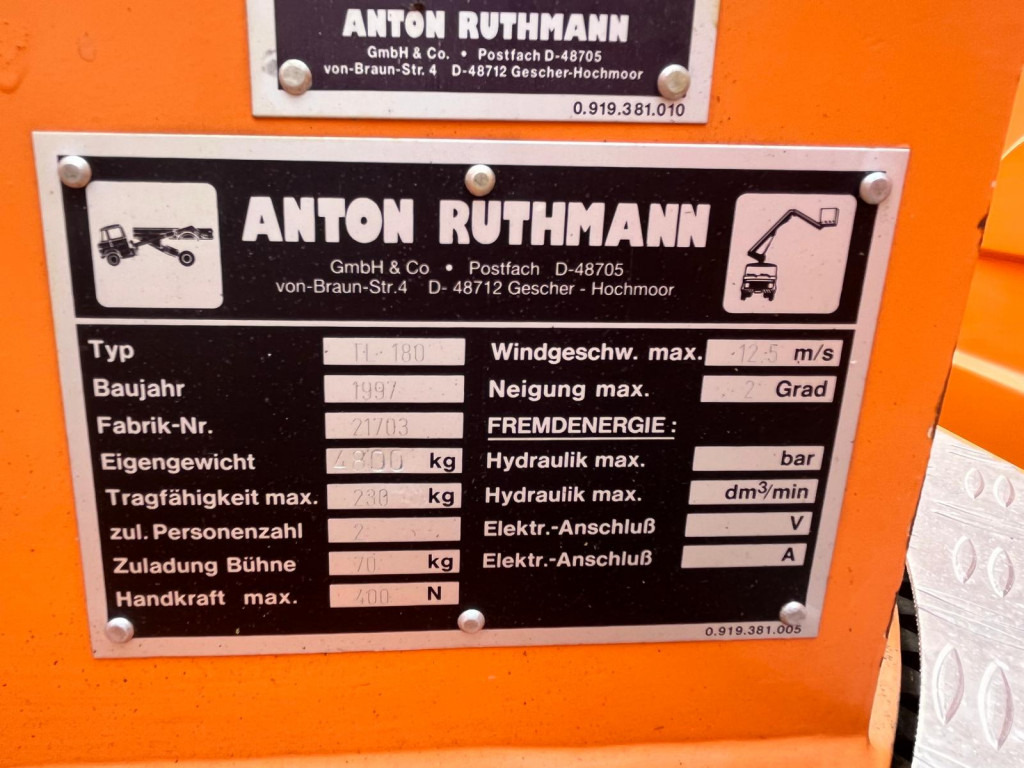 ANTON RUTHMANN
GmbH & Co. • Postfach D-48705
von-Braun-Str. 4 D-48712 Gescher-Hochmoor
0.919.381.010
ANTON RUTHMANN
GmbH & Co • Postfach D-48705
von-Braun-Str.4 D- 48712 Gescher - Hochmoor
Typ TL 180
Baujahr 1997
Fabrik-Nr. 21703
Eigengewicht 4800 kg
Tragfähigkeit max. 230 kg
zul. Personenzahl 2
Zuladung Bühne 70 kg
Handkraft max. 400 N
Windgeschw. max. 12.5 m/s
Neigung max. 2 Grad
FREMDENERGIE :
Hydraulik max. bar
Hydraulik max. dm³/min
Elektr.-Anschluß V
Elektr.-Anschluß A
0.919.381.005